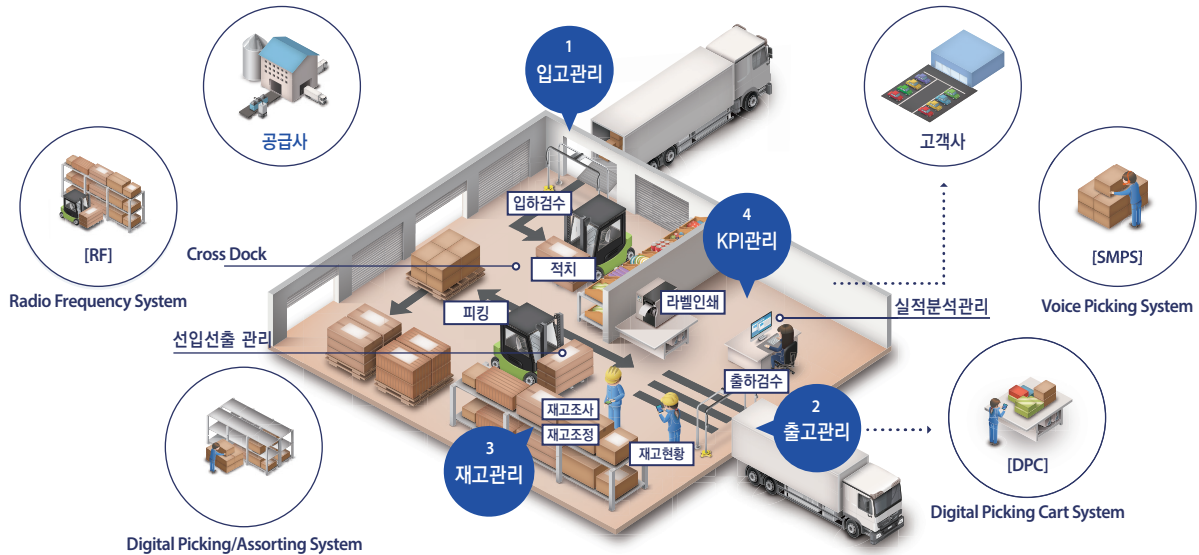 1
입고관리
공급사
고객사
입하검수
4
KPI관리
[RF]
Radio Frequency System
Cross Dock
적치
[SMPS]
Voice Picking System
라벨인쇄
피킹
실적분석관리
선입선출 관리
출하검수
재고조사
재고조정
2
출고관리
3
재고관리
재고현황
[DPC]
Digital Picking Cart System
Digital Picking/Assorting System